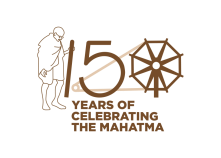 150
YEARS OF
CELEBRATING
THE MAHATMA